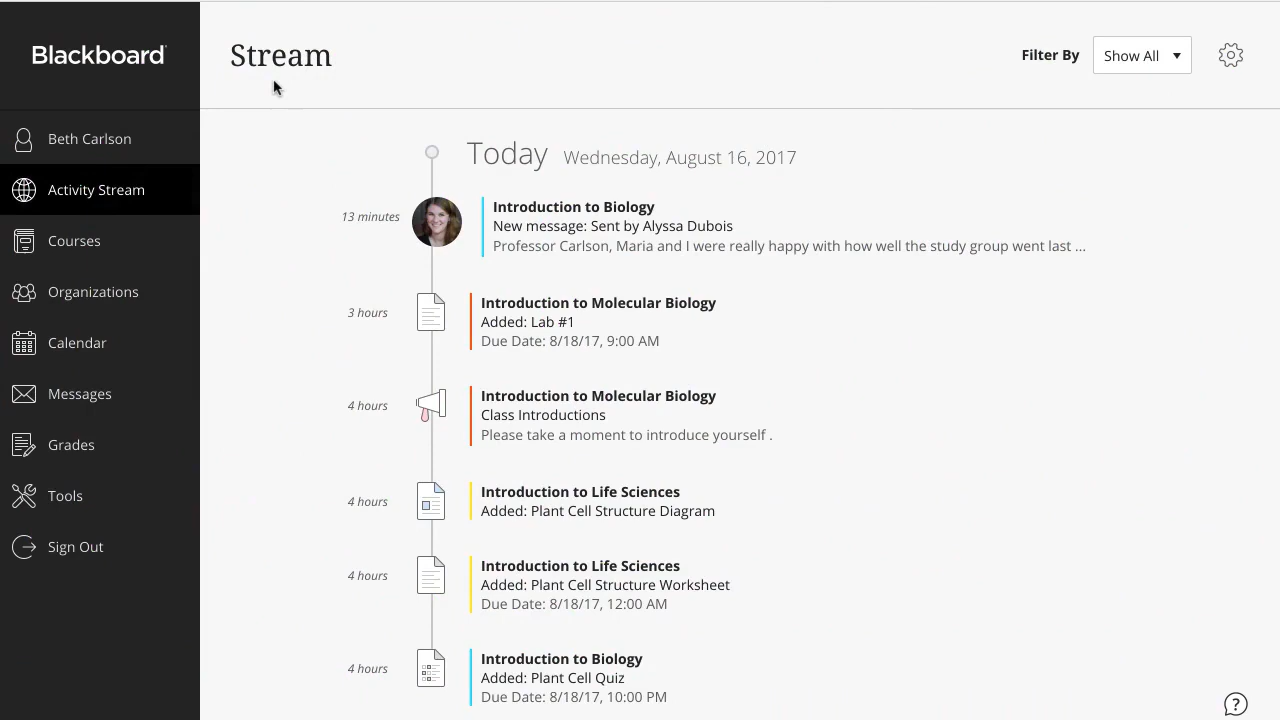 Blackboard
Stream
Filter By
Show All
Beth Carlson
Activity Stream
Courses
Organizations
Calendar
Messages
Grades
Tools
Sign Out
Today Wednesday, August 16, 2017
13 minutes
Introduction to Biology
New message: Sent by Alyssa Dubois
Professor Carlson, Maria and I were really happy with how well the study group went last ...
3 hours
Introduction to Molecular Biology
Added: Lab #1
Due Date: 8/18/17, 9:00 AM
4 hours
Introduction to Molecular Biology
Class Introductions
Please take a moment to introduce yourself .
4 hours
Introduction to Life Sciences
Added: Plant Cell Structure Diagram
4 hours
Introduction to Life Sciences
Added: Plant Cell Structure Worksheet
Due Date: 8/18/17, 12:00 AM
4 hours
Introduction to Biology
Added: Plant Cell Quiz
Due Date: 8/18/17, 10:00 PM
?